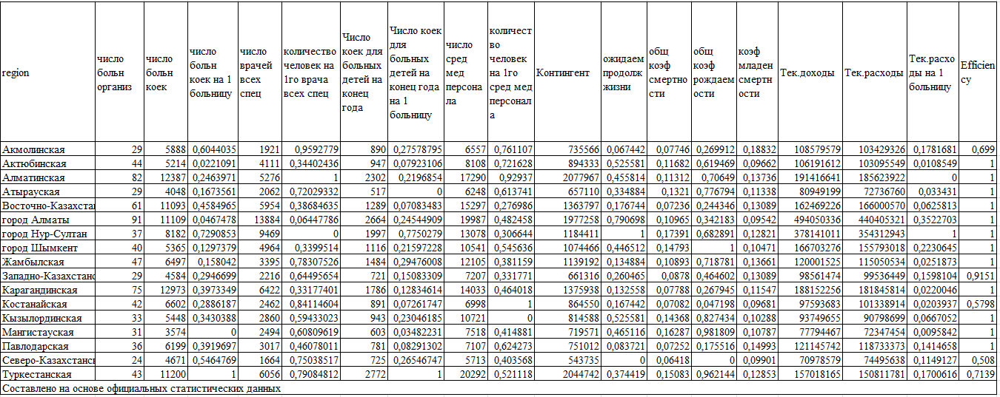 region | число больн организ | число больн коек | число больн коек на 1 больницу | число врачей всех спец | количество человек на 1го врача всех спец | Число коек для больных детей на конец года | Число коек для больных детей на конец года на 1 больницу | число сред мед персонала | количество человек на 1го сред мед персонала | Контингент | ожидаем продолж жизни | общ коэф смертности | общ коэф рождаемости | коэф младен смертности | Тек.доходы | Тек.расходы | Тек.расходы на 1 больницу | Efficiency
Акмолинская 29 5888 0,6044035 1921 0,9592779 890 0,27578795 6557 0,761107 735566 0,067442 0,07746 0,269912 0,18832 108579579 103429326 0,1781681 0,699
Актюбинская 44 5214 0,0221091 4111 0,34402436 947 0,07923106 8108 0,721628 894333 0,525581 0,11682 0,619469 0,09662 106191612 103095549 0,0108549 1
Алматинская 82 12387 0,2463971 5276 1 2302 0,2196854 17290 0,92937 2077967 0,455814 0,11312 0,70649 0,13736 191416641 185623922 0 1
Атырауская 29 4048 0,1673561 2062 0,72029332 517 0 6248 0,613741 657110 0,334884 0,1321 0,776794 0,11338 80949199 72736760 0,033431 1
Восточно-Казахстан 61 11093 0,4584965 5954 0,38684635 1289 0,07083483 15297 0,276986 1363797 0,176744 0,07236 0,244346 0,13089 162469226 166000570 0,0625813 1
город Алматы 91 11109 0,0467478 13884 0,06447786 2664 0,24544909 19987 0,482458 1977258 0,790698 0,10965 0,342183 0,09542 494050336 440405321 0,3522703 1
город Нур-Султан 37 8182 0,7290853 9469 0 1997 0,7750279 13078 0,306644 1184411 1 0,17391 0,682891 0,12821 378141011 354312943 1 1
город Шымкент 40 5365 0,1297379 4964 0,3399514 1116 0,21597228 10541 0,545636 1074466 0,446512 0,14793 1 0,10471 166703276 155793018 0,2230645 1
Жамбылская 47 6497 0,158042 3395 0,78307526 1484 0,29476008 12105 0,381159 1139192 0,134884 0,10893 0,718781 0,13661 120001525 115050534 0,0251873 1
Западно-Казахстанс 29 4584 0,2946699 2216 0,64495654 721 0,15083309 7207 0,331771 661316 0,260465 0,0878 0,464602 0,13089 98561474 99536449 0,1598104 0,9151
Карагандинская 75 12973 0,3973349 6422 0,33177401 1786 0,12834614 14033 0,464018 1375938 0,132558 0,07788 0,267945 0,11547 188152256 181845814 0,0220046 1
Костанайская 42 6602 0,2886187 2462 0,84114604 891 0,07261747 6998 1 864550 0,167442 0,07082 0,047198 0,09681 97593683 101338914 0,0203937 0,5798
Кызылординская 33 5448 0,3430388 2860 0,59433023 943 0,23046185 10721 0 814588 0,525581 0,14368 0,827434 0,10288 93749655 90798699 0,0667052 1
Мангистауская 31 3574 0 2494 0,60809619 603 0,03482231 7518 0,414881 719571 0,465116 0,16287 0,981809 0,10787 77794467 72347454 0,0095842 1
Павлодарская 36 6199 0,3919697 3017 0,46078011 781 0,08291302 7107 0,624273 751012 0,083721 0,07252 0,175516 0,14993 121145742 118733373 0,1414658 1
Северо-Казахстанск 24 4671 0,5464769 1664 0,75038517 725 0,26546747 5713 0,403568 543735 0 0,06418 0 0,09901 70978579 74495638 0,1149127 0,508
Туркестанская 43 11200 1 6056 0,79084812 2772 1 20292 0,521118 2044742 0,374419 0,15083 0,962144 0,12853 157018165 150811781 0,1700616 0,7139
Составлено на основе официальных статистических данных